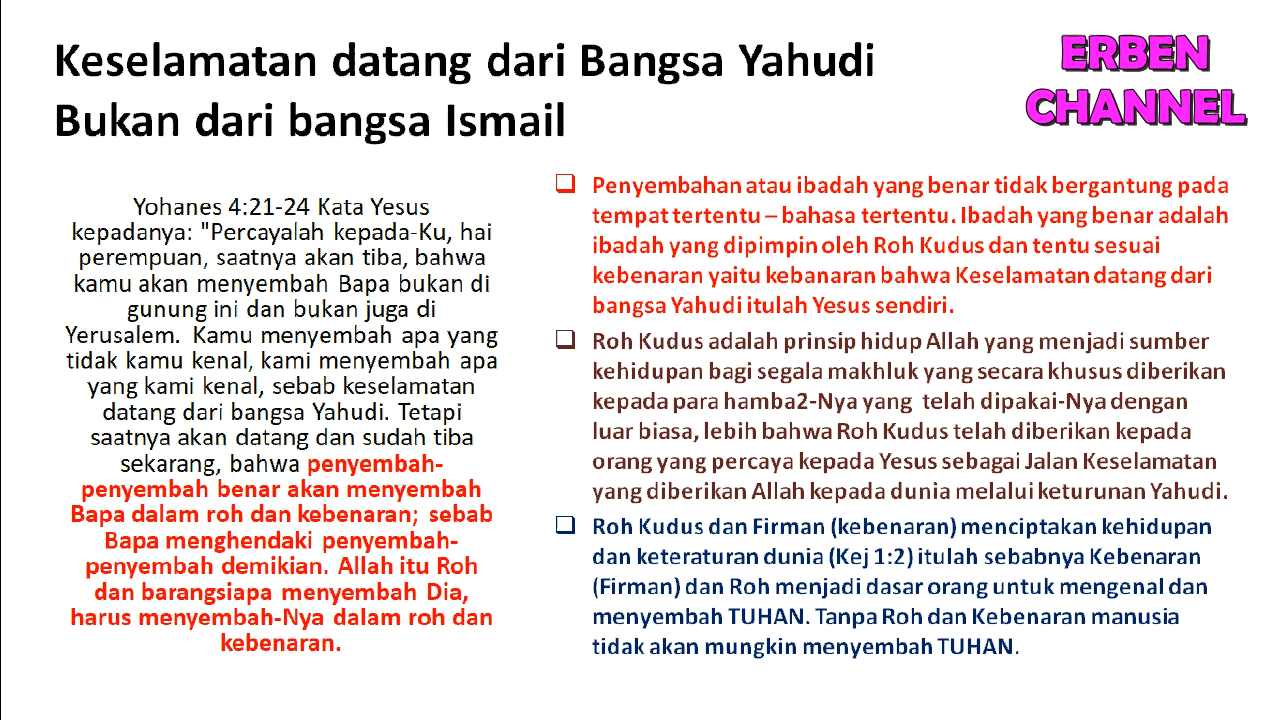 Keselamatan datang dari Bangsa Yahudi
Bukan dari bangsa Ismail
ERBEN
CHANNEL
Yohanes 4:21-24 Kata Yesus
kepadanya: "Percayalah kepada-Ku, hai
perempuan, saatnya akan tiba, bahwa
kamu akan menyembah Bapa bukan di
gunung ini dan bukan juga di
Yerusalem. Kamu menyembah apa yang
tidak kamu kenal, kami menyembah apa
yang kami kenal, sebab keselamatan
datang dari bangsa Yahudi. Tetapi
saatnya akan datang dan sudah tiba
sekarang, bahwa penyembah-
penyembah benar akan menyembah
Bapa dalam roh dan kebenaran; sebab
Bapa menghendaki penyembah-
penyembah demikian. Allah itu Roh
dan barangsiapa menyembah Dia,
harus menyembah-Nya dalam roh dan
kebenaran.
Penyembahan atau ibadah yang benar tidak bergantung pada
tempat tertentu – bahasa tertentu. Ibadah yang benar adalah
ibadah yang dipimpin oleh Roh Kudus dan tentu sesuai
kebenaran yaitu kebanaran bahwa Keselamatan datang dari
bangsa Yahudi itulah Yesus sendiri.
Roh Kudus adalah prinsip hidup Allah yang menjadi sumber
kehidupan bagi segala makhluk yang secara khusus diberikan
kepada para hamba2-Nya yang telah dipakai-Nya dengan
luar biasa, lebih bahwa Roh Kudus telah diberikan kepada
orang yang percaya kepada Yesus sebagai Jalan Keselamatan
yang diberikan Allah kepada dunia melalui keturunan Yahudi.
Roh Kudus dan Firman (kebenaran) menciptakan kehidupan
dan keteraturan dunia (Kej 1:2) itulah sebabnya Kebenaran
(Firman) dan Roh menjadi dasar orang untuk mengenal dan
menyembah TUHAN. Tanpa Roh dan Kebenaran manusia
tidak akan mungkin menyembah TUHAN.